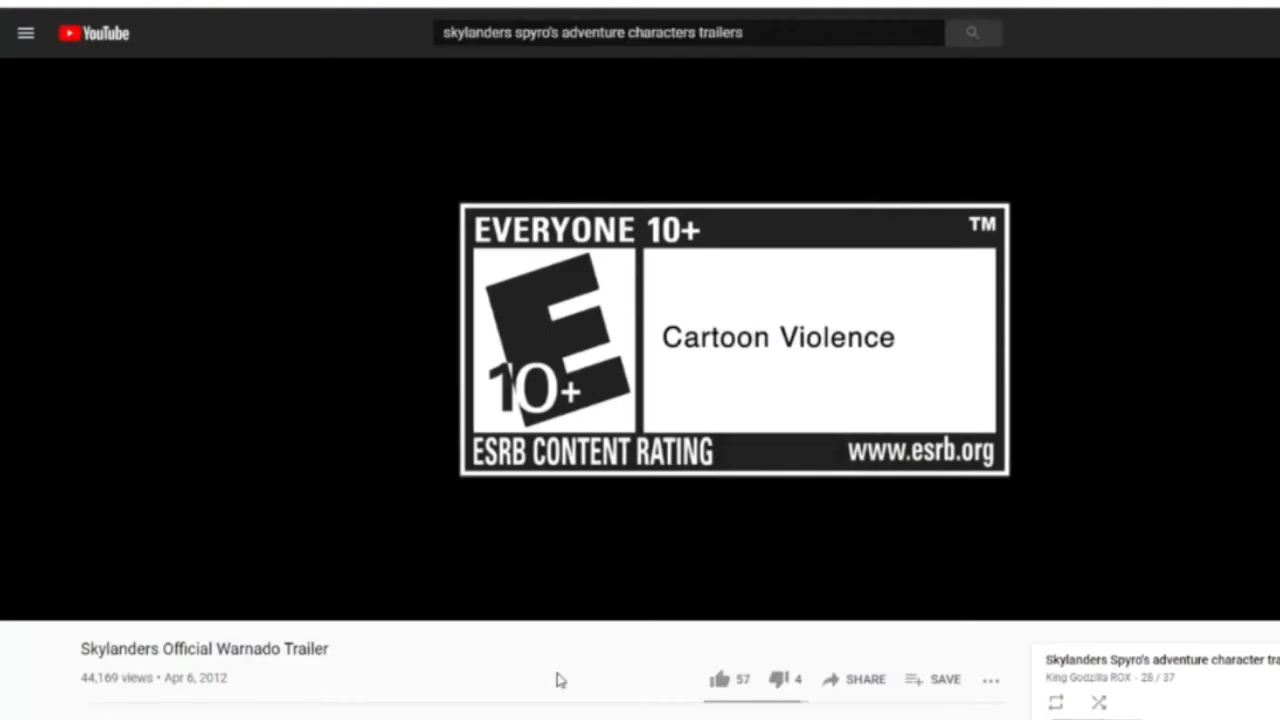 YouTube
skylanders spyro's adventure characters trailers
EVERYONE 10+ TM
E
10+
Cartoon Violence
ESRB CONTENT RATING www.esrb.org
Skylanders Official Warnado Trailer
44,169 views • Apr 6, 2012
57 4 SHARE SAVE
Skylanders Spyro's adventure character tra
King Godzilla ROX - 28 / 37